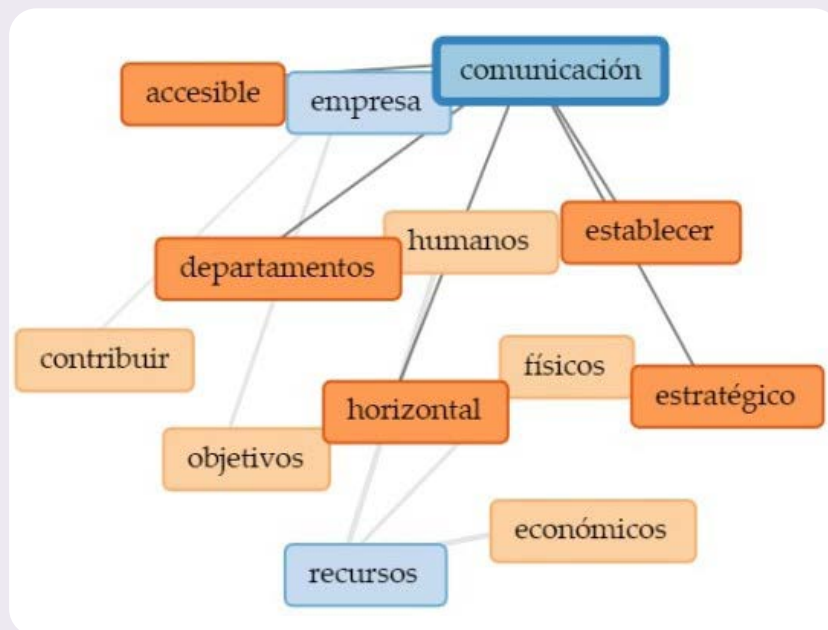 comunicación
accesible
empresa
establecer
humanos
departamentos
contribuir
físicos
estratégico
horizontal
objetivos
económicos
recursos